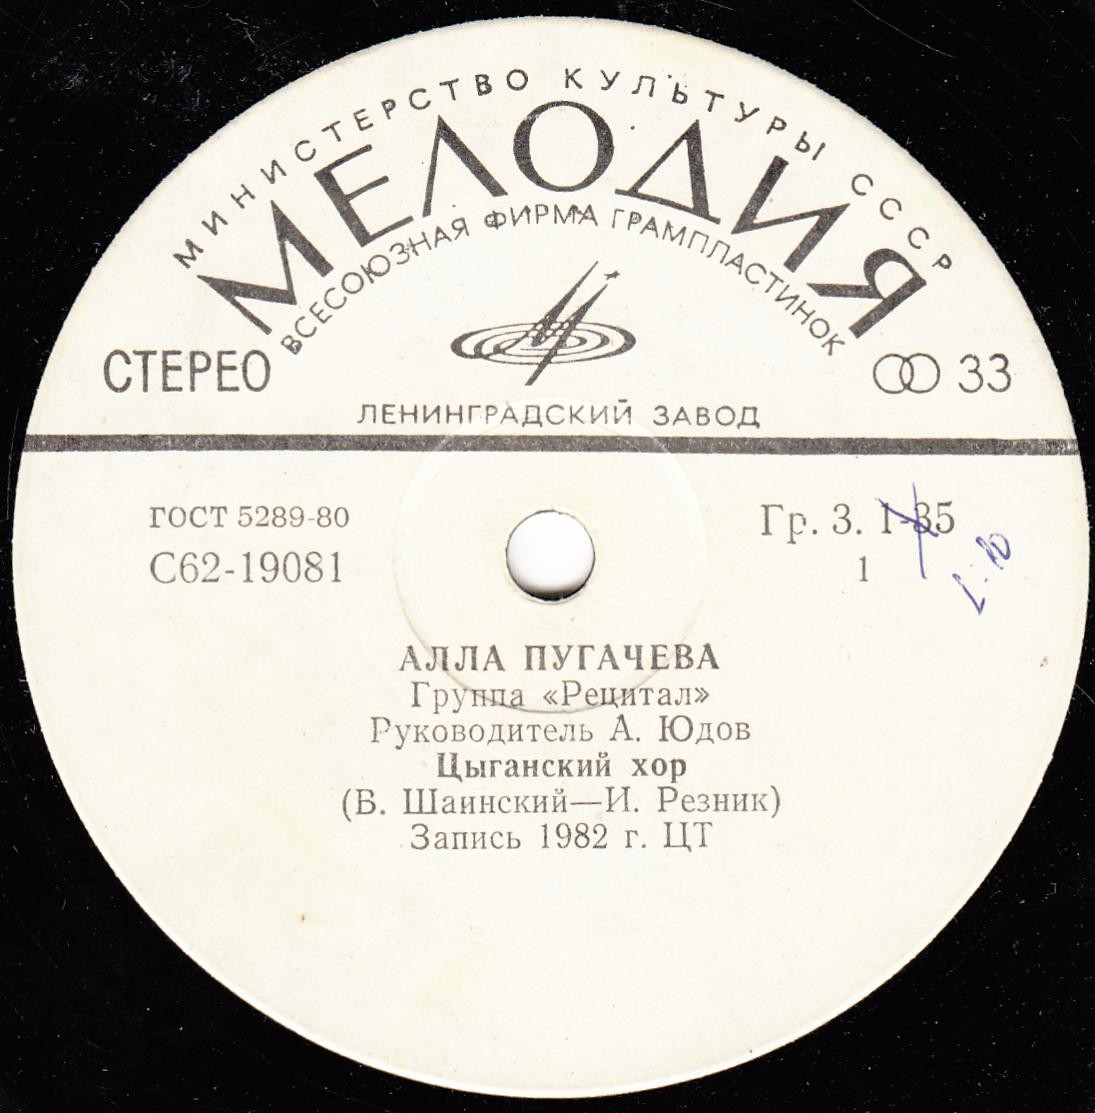 МИНИСТЕРСТВО КУЛЬТУРЫ СССР
МЕЛОДИЯ
ВСЕСОЮЗНАЯ ФИРМА ГРАМПЛАСТИНОК
СТЕРЕО
33
ЛЕНИНГРАДСКИЙ ЗАВОД
ГОСТ 5289-80
Гр. 3. 1-35
С62-19081
1
АЛЛА ПУГАЧЕВА
Группа «Рецитал»
Руководитель А. Юдов
Цыганский хор
(В. Шаинский—И. Резник)
Запись 1982 г. ЦТ